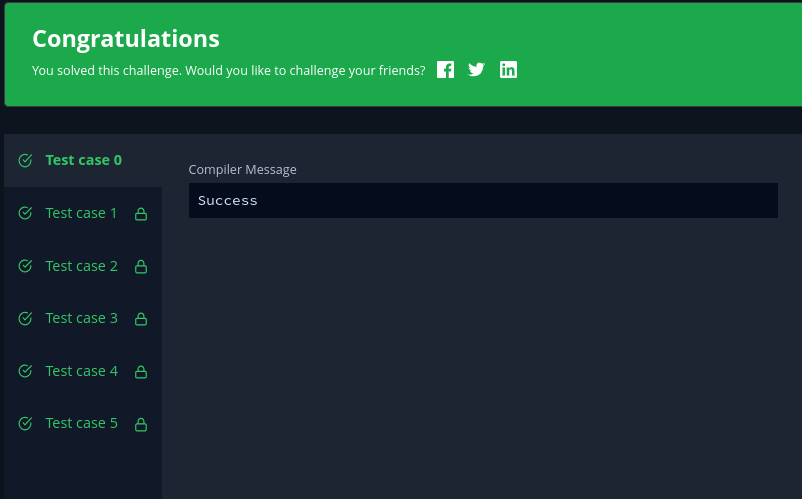 Congratulations
You solved this challenge. Would you like to challenge your friends?
Test case 0
Compiler Message
Success
Test case 1
Test case 2
Test case 3
Test case 4
Test case 5